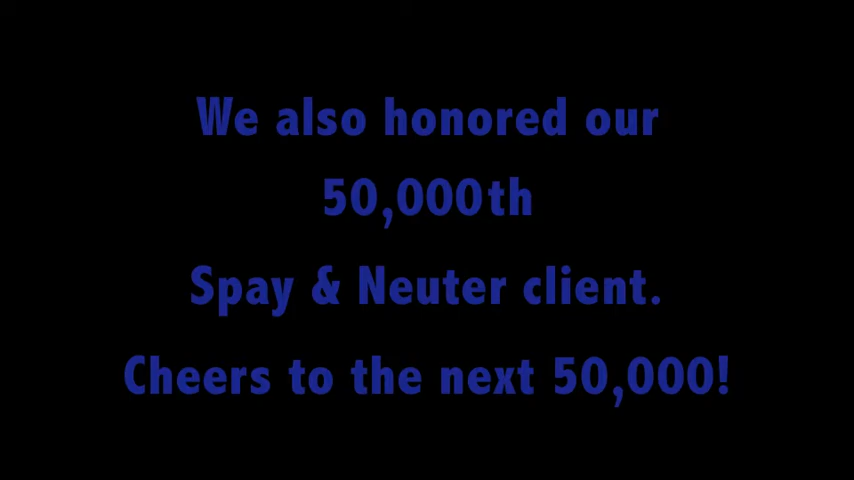 We also honored our
50,000th
Spay & Neuter client.
Cheers to the next 50,000!